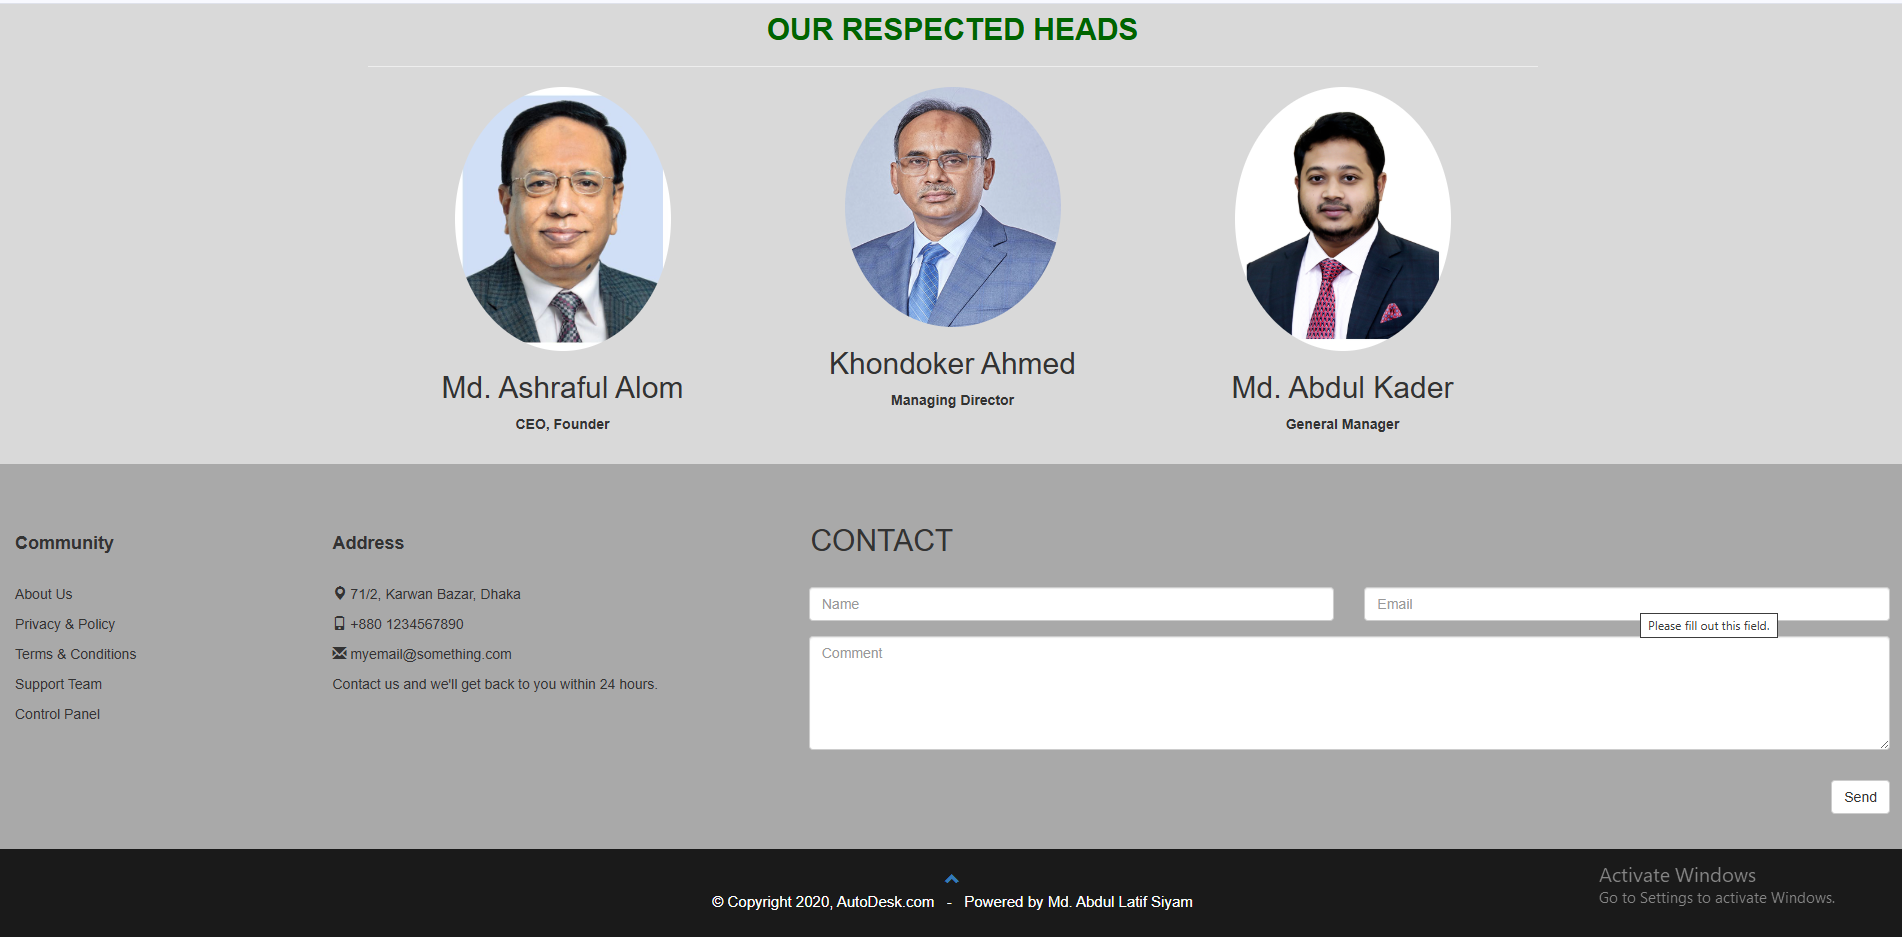 OUR RESPECTED HEADS
Md. Ashraful Alom
CEO, Founder
Khondoker Ahmed
Managing Director
Md. Abdul Kader
General Manager
Community
About Us
Privacy & Policy
Terms & Conditions
Support Team
Control Panel
Address
71/2, Karwan Bazar, Dhaka
+880 1234567890
myemail@something.com
Contact us and we'll get back to you within 24 hours.
CONTACT
Name
Email
Please fill out this field.
Comment
Send
© Copyright 2020, AutoDesk.com - Powered by Md. Abdul Latif Siyam
Activate Windows
Go to Settings to activate Windows.